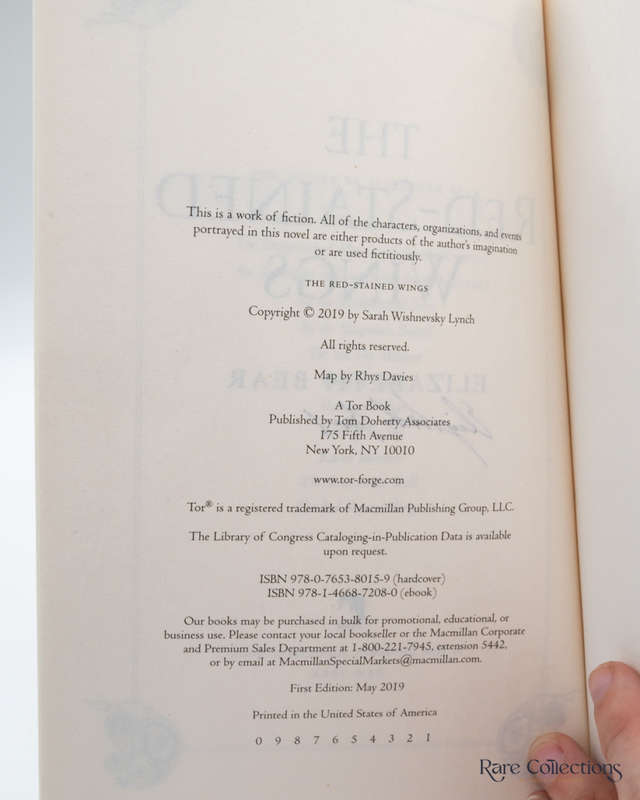 This is a work of fiction. All of the characters, organizations, and events
portrayed in this novel are either products of the author's imagination
or are used fictitiously.
THE RED-STAINED WINGS
Copyright © 2019 by Sarah Wishnevsky Lynch
All rights reserved.
Map by Rhys Davies
A Tor Book
Published by Tom Doherty Associates
175 Fifth Avenue
New York, NY 10010
www.tor-forge.com
Tor® is a registered trademark of Macmillan Publishing Group, LLC.
The Library of Congress Cataloging-in-Publication Data is available
upon request.
ISBN 978-0-7653-8015-9 (hardcover)
ISBN 978-1-4668-7208-0 (ebook)
Our books may be purchased in bulk for promotional, educational, or
business use. Please contact your local bookseller or the Macmillan Corporate
and Premium Sales Department at 1-800-221-7945, extension 5442,
or by email at MacmillanSpecialMarkets@macmillan.com.
First Edition: May 2019
Printed in the United States of America
0 9 8 7 6 5 4 3 2 1
Rare Collections